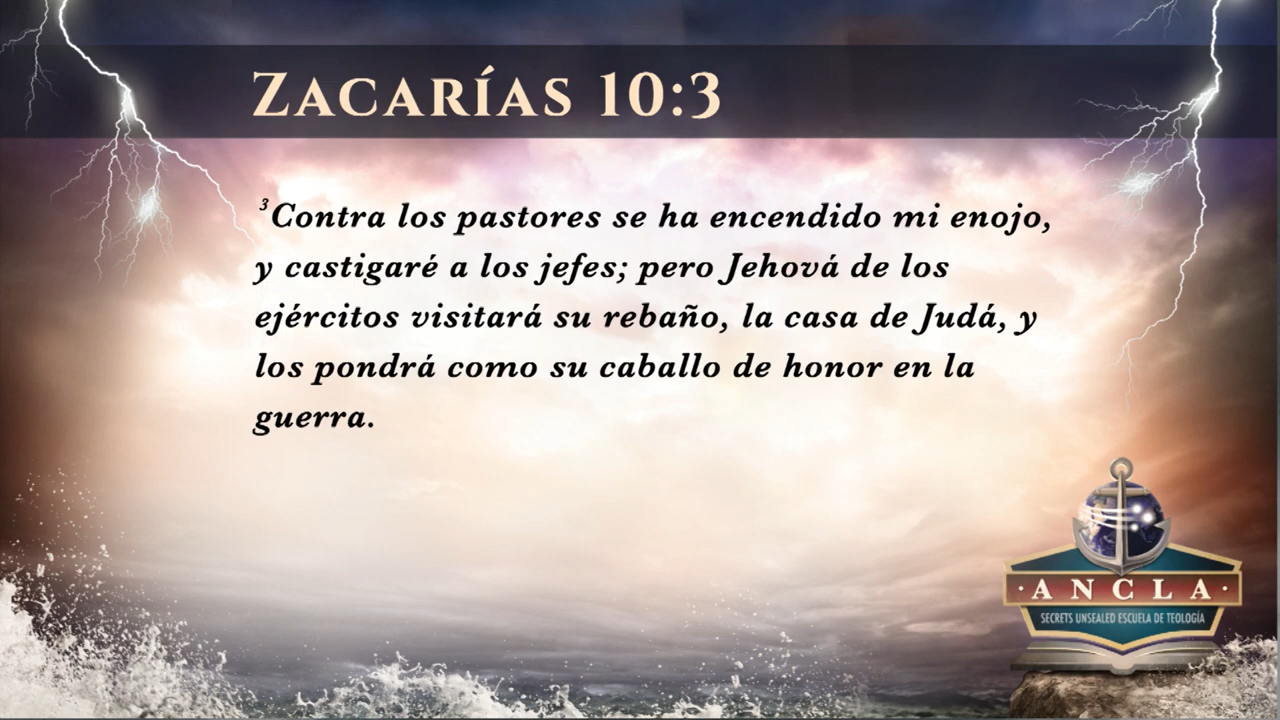 Zacarías 10:3
³Contra los pastores se ha encendido mi enojo,
y castigaré a los jefes; pero Jehová de los
ejércitos visitará su rebaño, la casa de Judá, y
los pondrá como su caballo de honor en la
guerra.
· ANCLA ·
SECRETS UNSEALED ESCUELA DE TEOLOGÍA